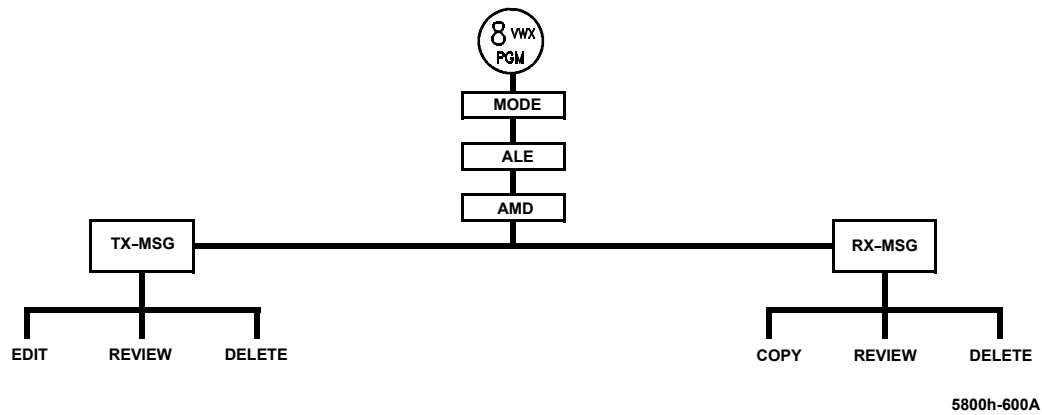 8 VWX
PGM
MODE
ALE
AMD
TX-MSG
RX-MSG
EDIT REVIEW DELETE
COPY REVIEW DELETE
5800h-600A